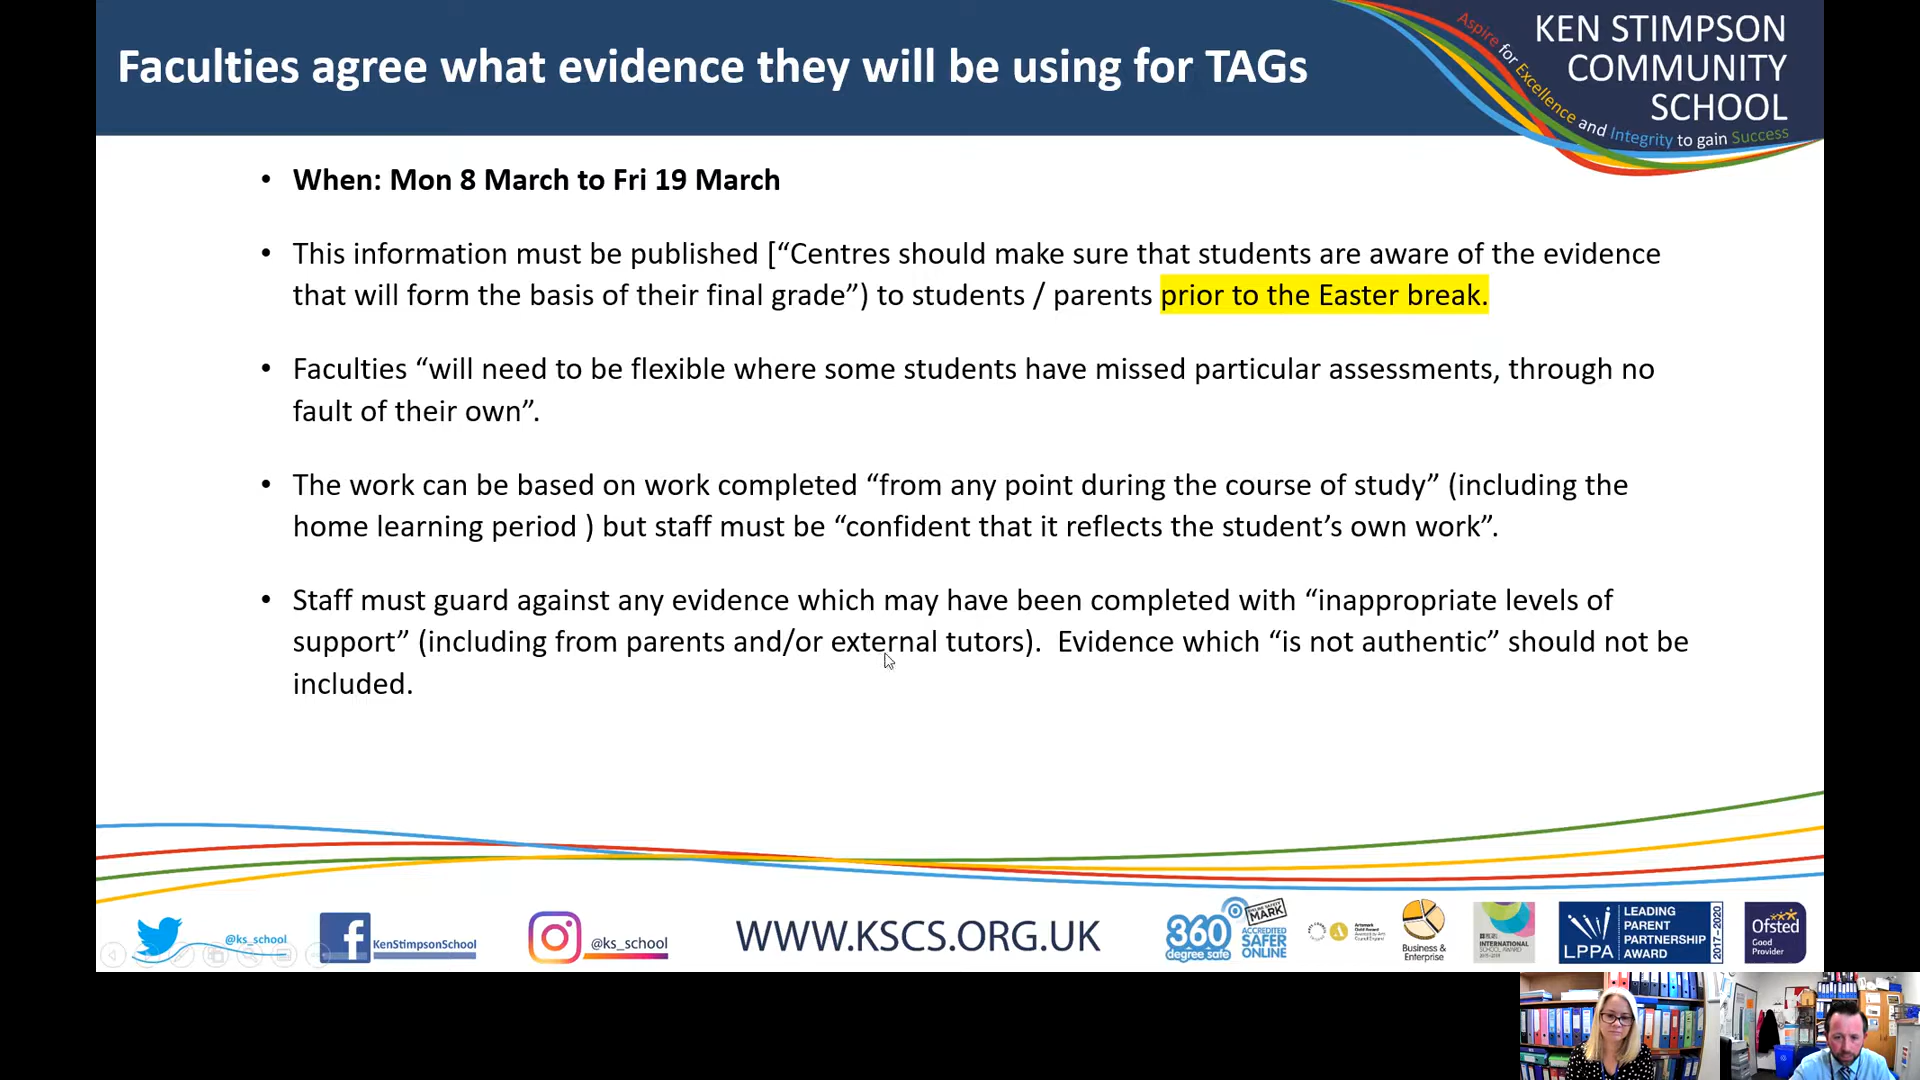 Faculties agree what evidence they will be using for TAGs
KEN STIMPSON
COMMUNITY
SCHOOL
Aspire for Excellence and Integrity to gain Success
• When: Mon 8 March to Fri 19 March
• This information must be published [“Centres should make sure that students are aware of the evidence
that will form the basis of their final grade”) to students / parents prior to the Easter break.
• Faculties “will need to be flexible where some students have missed particular assessments, through no
fault of their own”.
• The work can be based on work completed “from any point during the course of study” (including the
home learning period ) but staff must be “confident that it reflects the student’s own work”.
• Staff must guard against any evidence which may have been completed with “inappropriate levels of
support” (including from parents and/or external tutors).  Evidence which “is not authentic” should not be
included.
@ks_school
KenStimpsonSchool
@ks_school
WWW.KSCS.ORG.UK
360
degree safe
MARK
ACCREDITED
SAFER
ONLINE
Business &
Enterprise
INTERNATIONAL
SCHOOL AWARD
LPPA
LEADING
PARENT
PARTNERSHIP
AWARD
2017-2020
Ofsted
Good
Provider